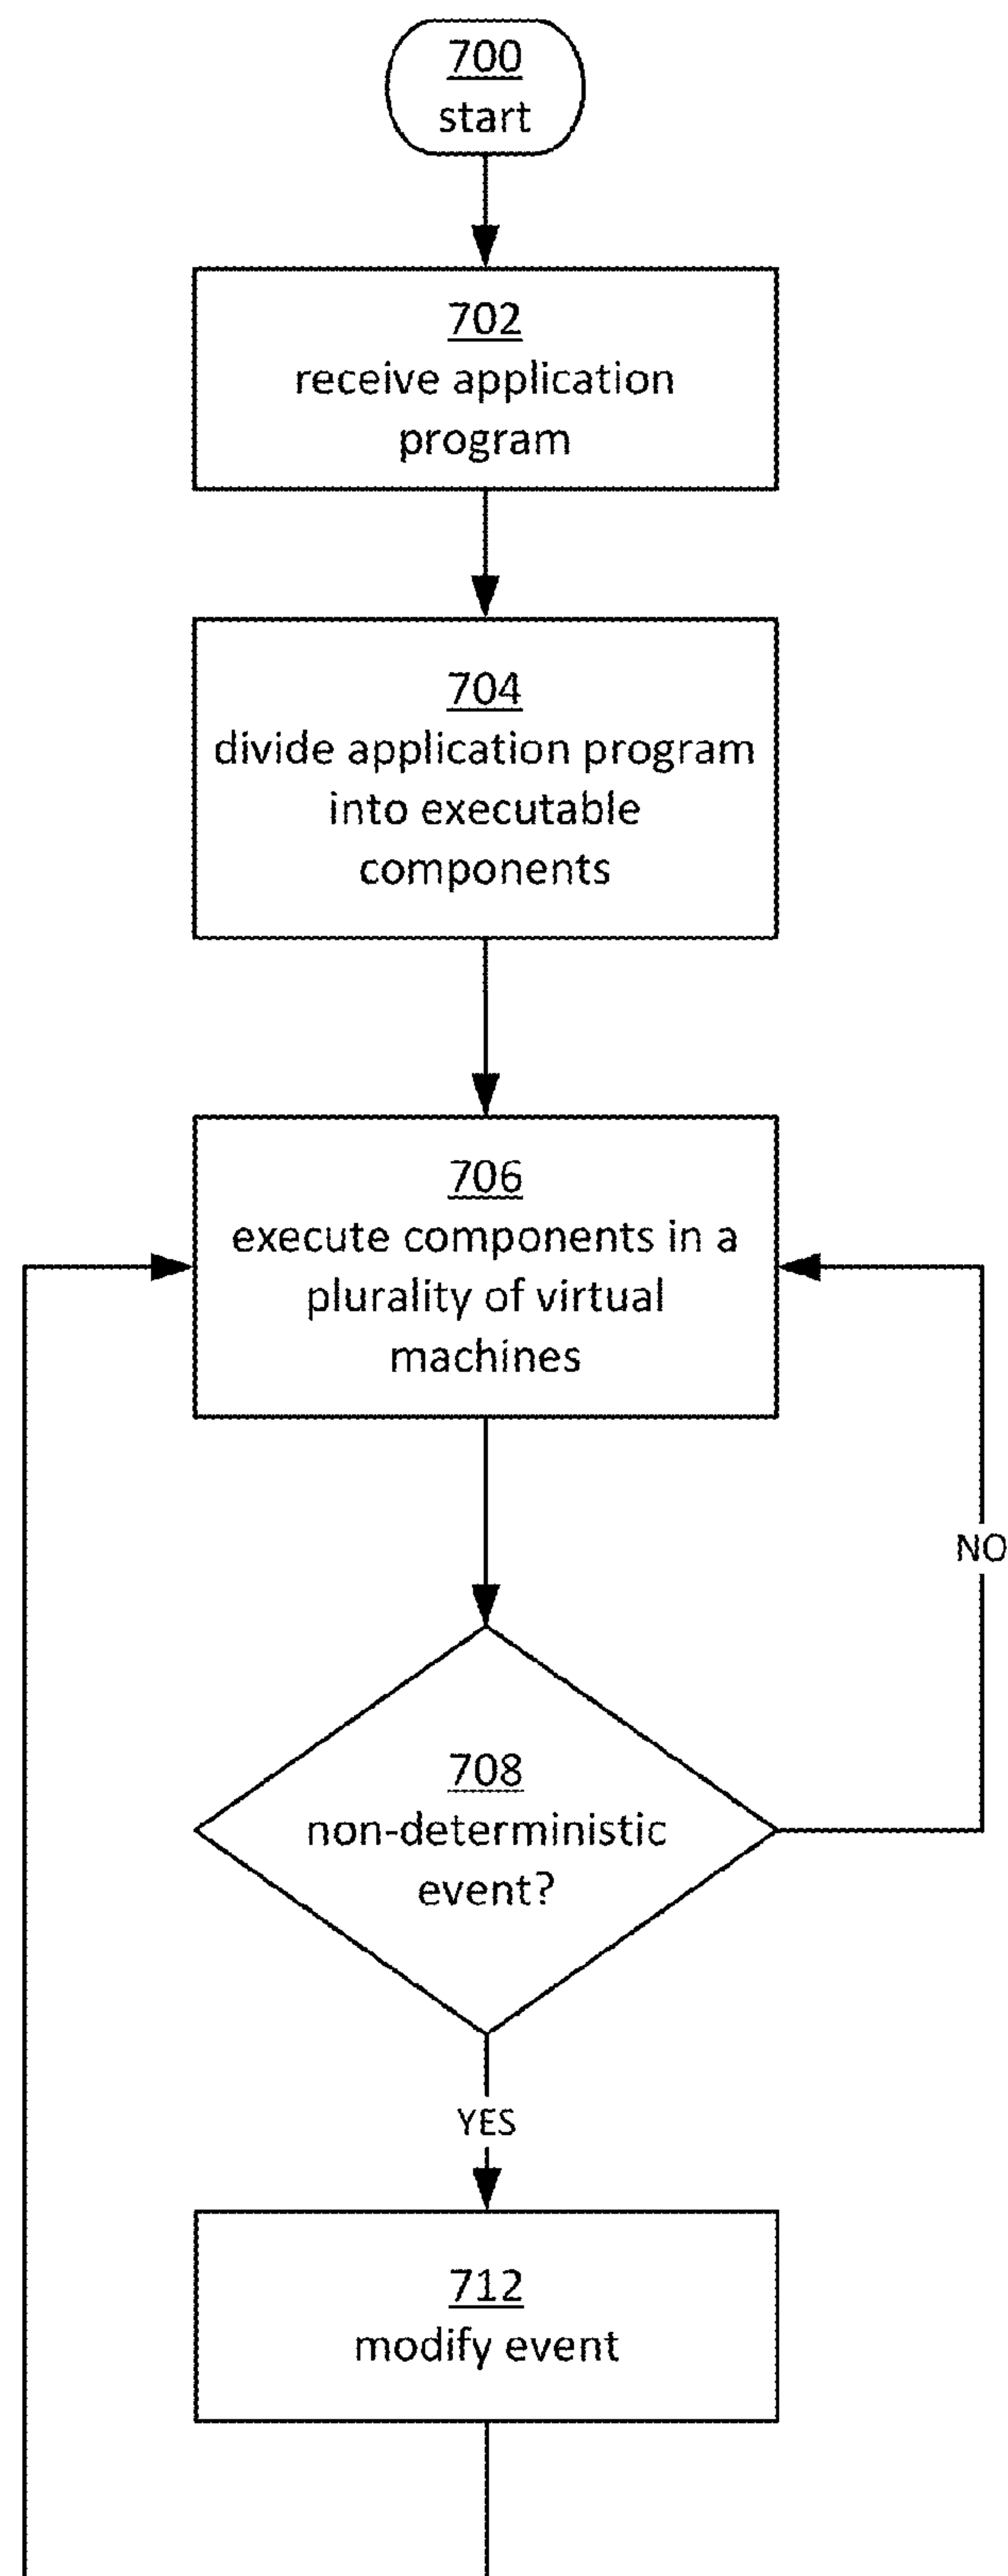 700
start
702
receive application
program
704
divide application program
into executable
components
706
execute components in a
plurality of virtual
machines
NO
708
non-deterministic
event?
YES
712
modify event